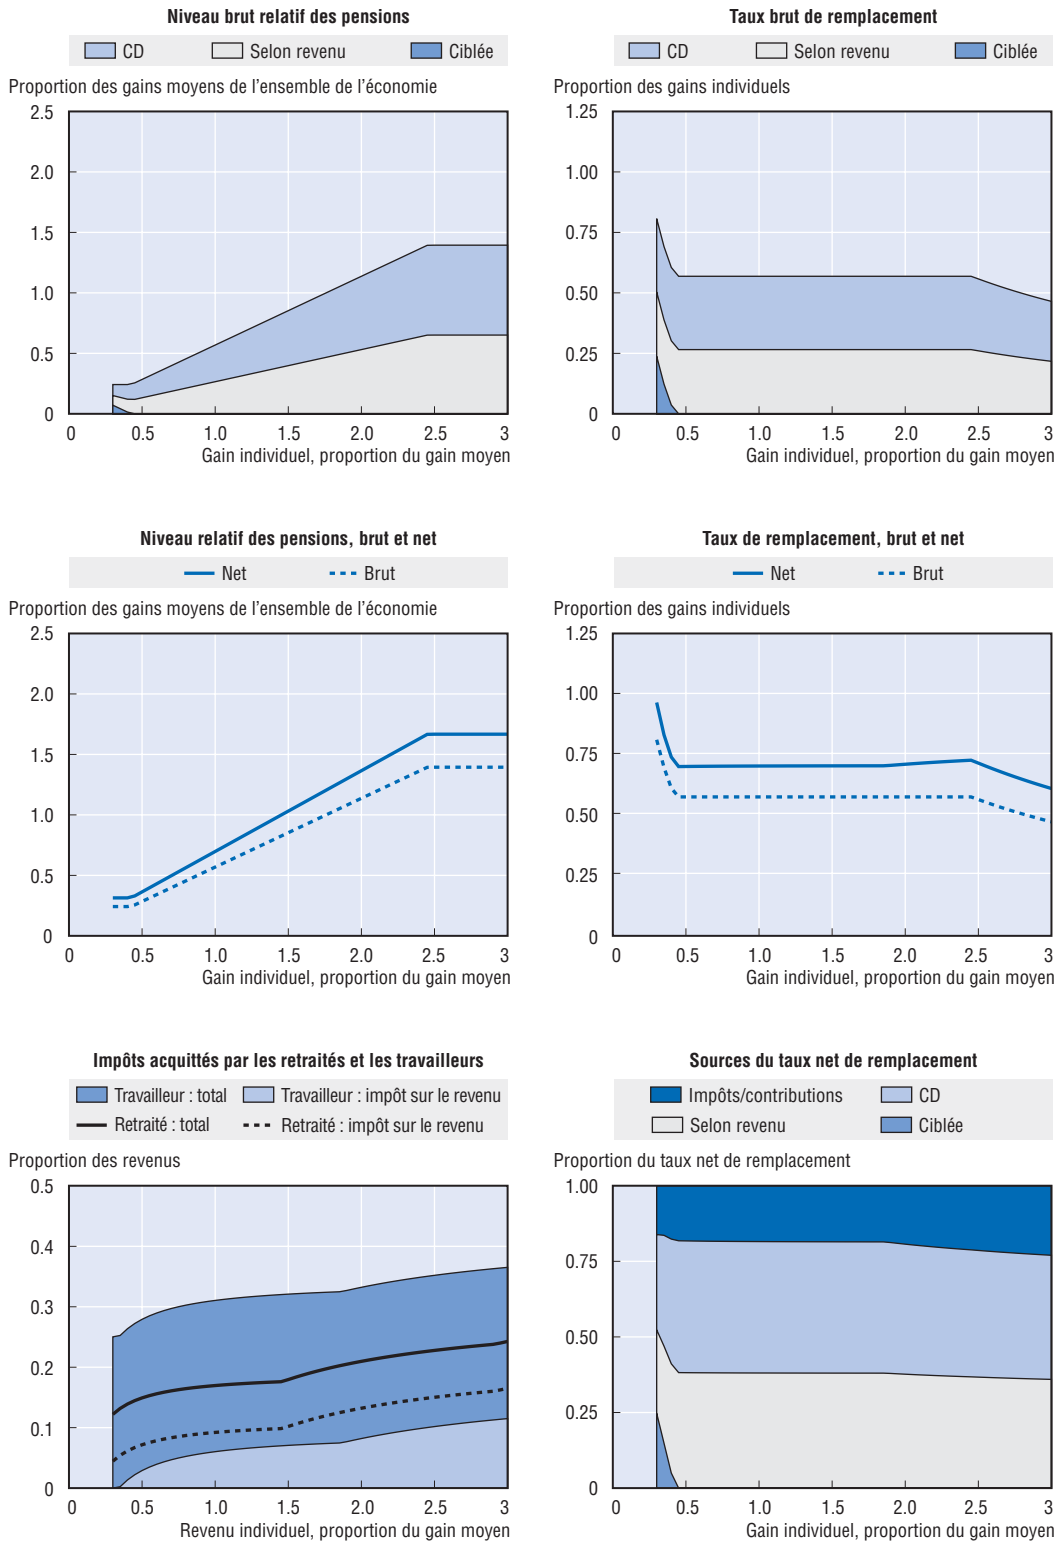 Niveau brut relatif des pensions
CD Selon revenu Ciblée
Proportion des gains moyens de l'ensemble de l'économie
2.5
2.0
1.5
1.0
0.5
0
0 0.5 1.0 1.5 2.0 2.5 3
Gain individuel, proportion du gain moyen
Taux brut de remplacement
CD Selon revenu Ciblée
Proportion des gains individuels
1.25
1.00
0.75
0.50
0.25
0
0 0.5 1.0 1.5 2.0 2.5 3
Gain individuel, proportion du gain moyen
Niveau relatif des pensions, brut et net
Net Brut
Proportion des gains moyens de l'ensemble de l'économie
2.5
2.0
1.5
1.0
0.5
0
0 0.5 1.0 1.5 2.0 2.5 3
Gain individuel, proportion du gain moyen
Taux de remplacement, brut et net
Net Brut
Proportion des gains individuels
1.25
1.00
0.75
0.50
0.25
0
0 0.5 1.0 1.5 2.0 2.5 3
Gain individuel, proportion du gain moyen
Impôts acquittés par les retraités et les travailleurs
Travailleur : total Travailleur : impôt sur le revenu
Retraité : total Retraité : impôt sur le revenu
Proportion des revenus
0.5
0.4
0.3
0.2
0.1
0
0 0.5 1.0 1.5 2.0 2.5 3
Revenu individuel, proportion du gain moyen
Sources du taux net de remplacement
Impôts/contributions CD
Selon revenu Ciblée
Proportion du taux net de remplacement
1.00
0.75
0.50
0.25
0
0 0.5 1.0 1.5 2.0 2.5 3
Gain individuel, proportion du gain moyen